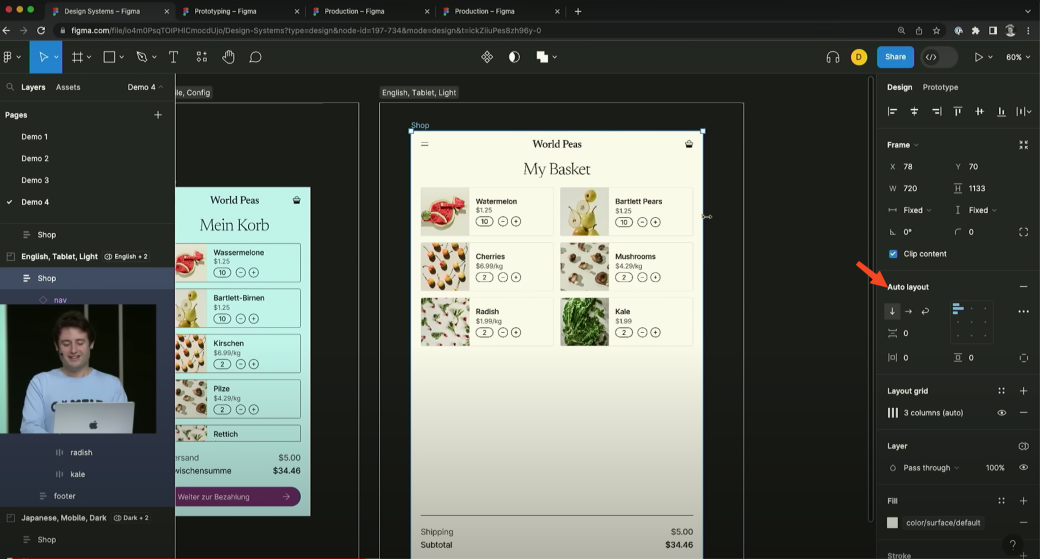 Design Systems – Figma
Prototyping – Figma
Production – Figma
Production – Figma
figma.com/file/io4m0PsqTOIPHlCmocdUjo/Design-Systems?type=design&node-id=197-734&mode=design&t=ickZiiuPes8zh96y-0
D
Share
60%
Layers
Assets
Demo 4
Pages
Demo 1
Demo 2
Demo 3
Demo 4
Shop
English, Tablet, Light
English + 2
Shop
nav
radish
kale
footer
Japanese, Mobile, Dark
Dark + 2
Shop
le, Config
World Peas
Mein Korb
Wassermelone
$1.25
10
Bartlett-Birnen
$1.25
10
Kirschen
$6.99/kg
2
Pilze
$4.29/kg
2
Rettich
ersand
$5.00
wischensumme
$34.46
Weiter zur Bezahlung
English, Tablet, Light
Shop
World Peas
My Basket
Watermelon
$1.25
10
Bartlett Pears
$1.25
10
Cherries
$6.99/kg
2
Mushrooms
$4.29/kg
2
Radish
$1.99/kg
2
Kale
$1.99
2
Shipping
$5.00
Subtotal
$34.46
Design
Prototype
Frame
X 78
Y 70
W 720
H 1133
Fixed
Fixed
0°
0
Clip content
Auto layout
0
0
0
Layout grid
3 columns (auto)
Layer
Pass through
100%
Fill
color/surface/default
Stroke
?